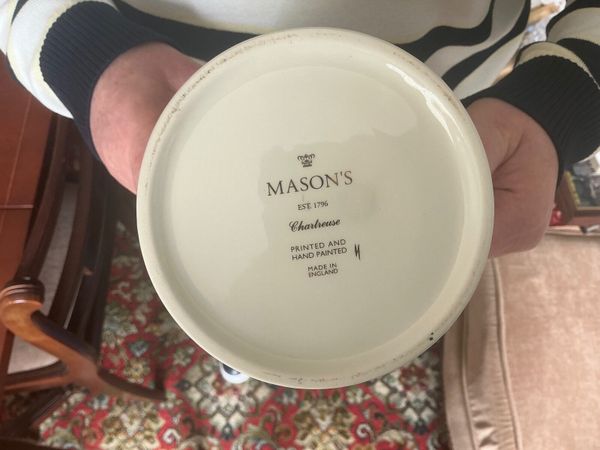 MASON'S
EST. 1796
Chartreuse
PRINTED AND
HAND PAINTED
MADE IN
ENGLAND